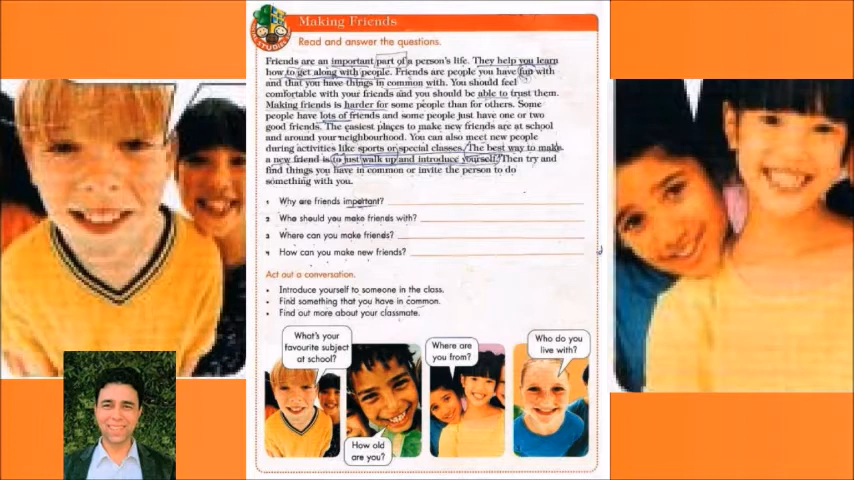 Making Friends
Read and answer the questions.
Friends are an important part of a person's life. They help you learn
how to get along with people. Friends are people you have fun with
and that you have things in common with. You should feel
comfortable with your friends and you should be able to trust them.
Making friends is harder for some people than for others. Some
people have lots of friends and some people just have one or two
good friends. The easiest places to make new friends are at school
and around your neighbourhood. You can also meet new people
during activities like sports or special classes. The best way to make
a new friend is to just walk up and introduce yourself. Then try and
find things you have in common or invite the person to do
something with you.
1 Why are friends important?
2 Who should you make friends with?
3 Where can you make friends?
4 How can you make new friends?
Act out a conversation.
• Introduce yourself to someone in the class.
• Find something that you have in common.
• Find out more about your classmate.
What's your
favourite subject
at school?
How old
are you?
Where are
you from?
Who do you
live with?